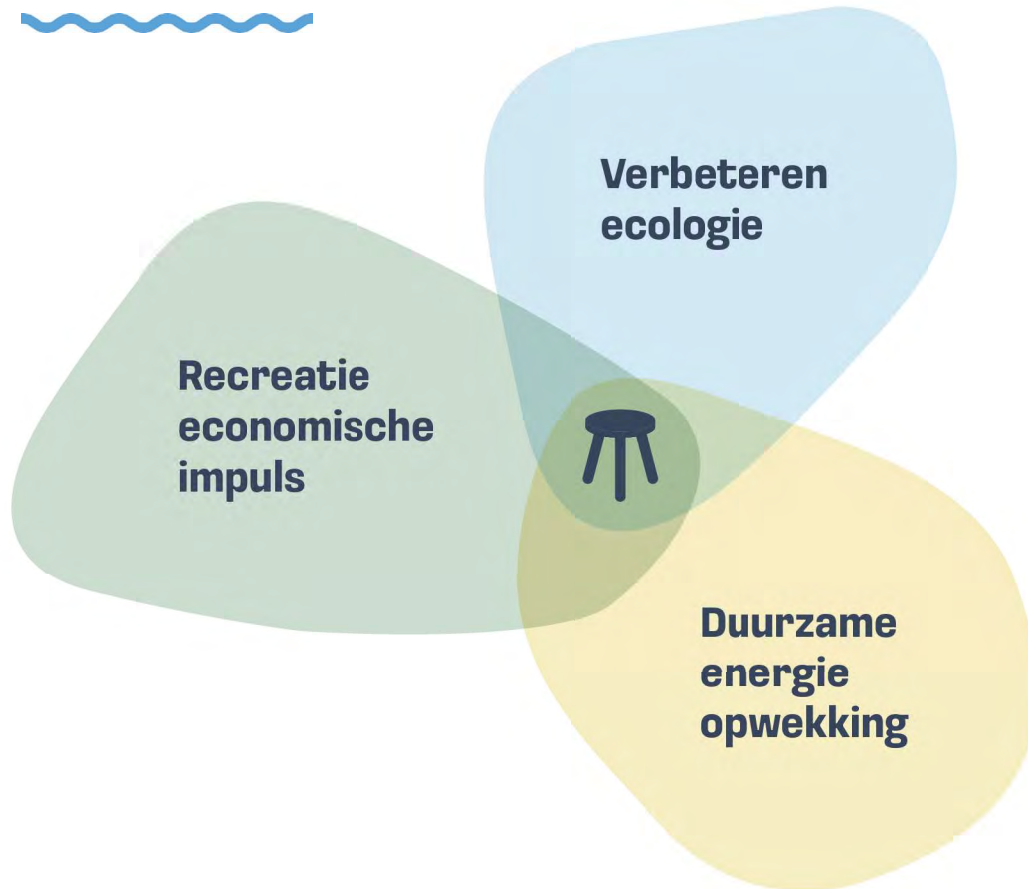 Verbeteren
ecologie
Recreatie
economische
impuls
Duurzame
energie
opwekking